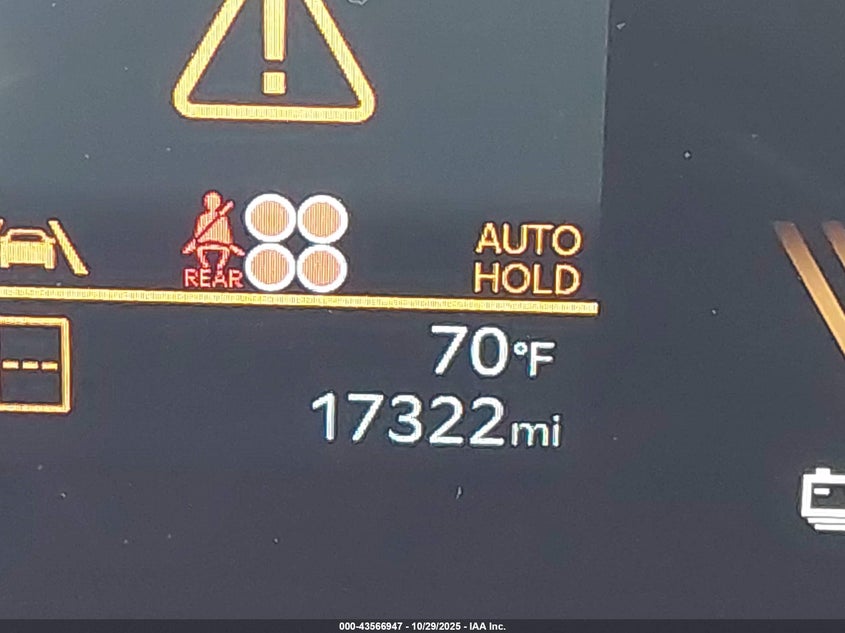 REAR
AUTO
HOLD
---
70°F
17322mi
000-43566947 - 10/29/2025 - IAA Inc.